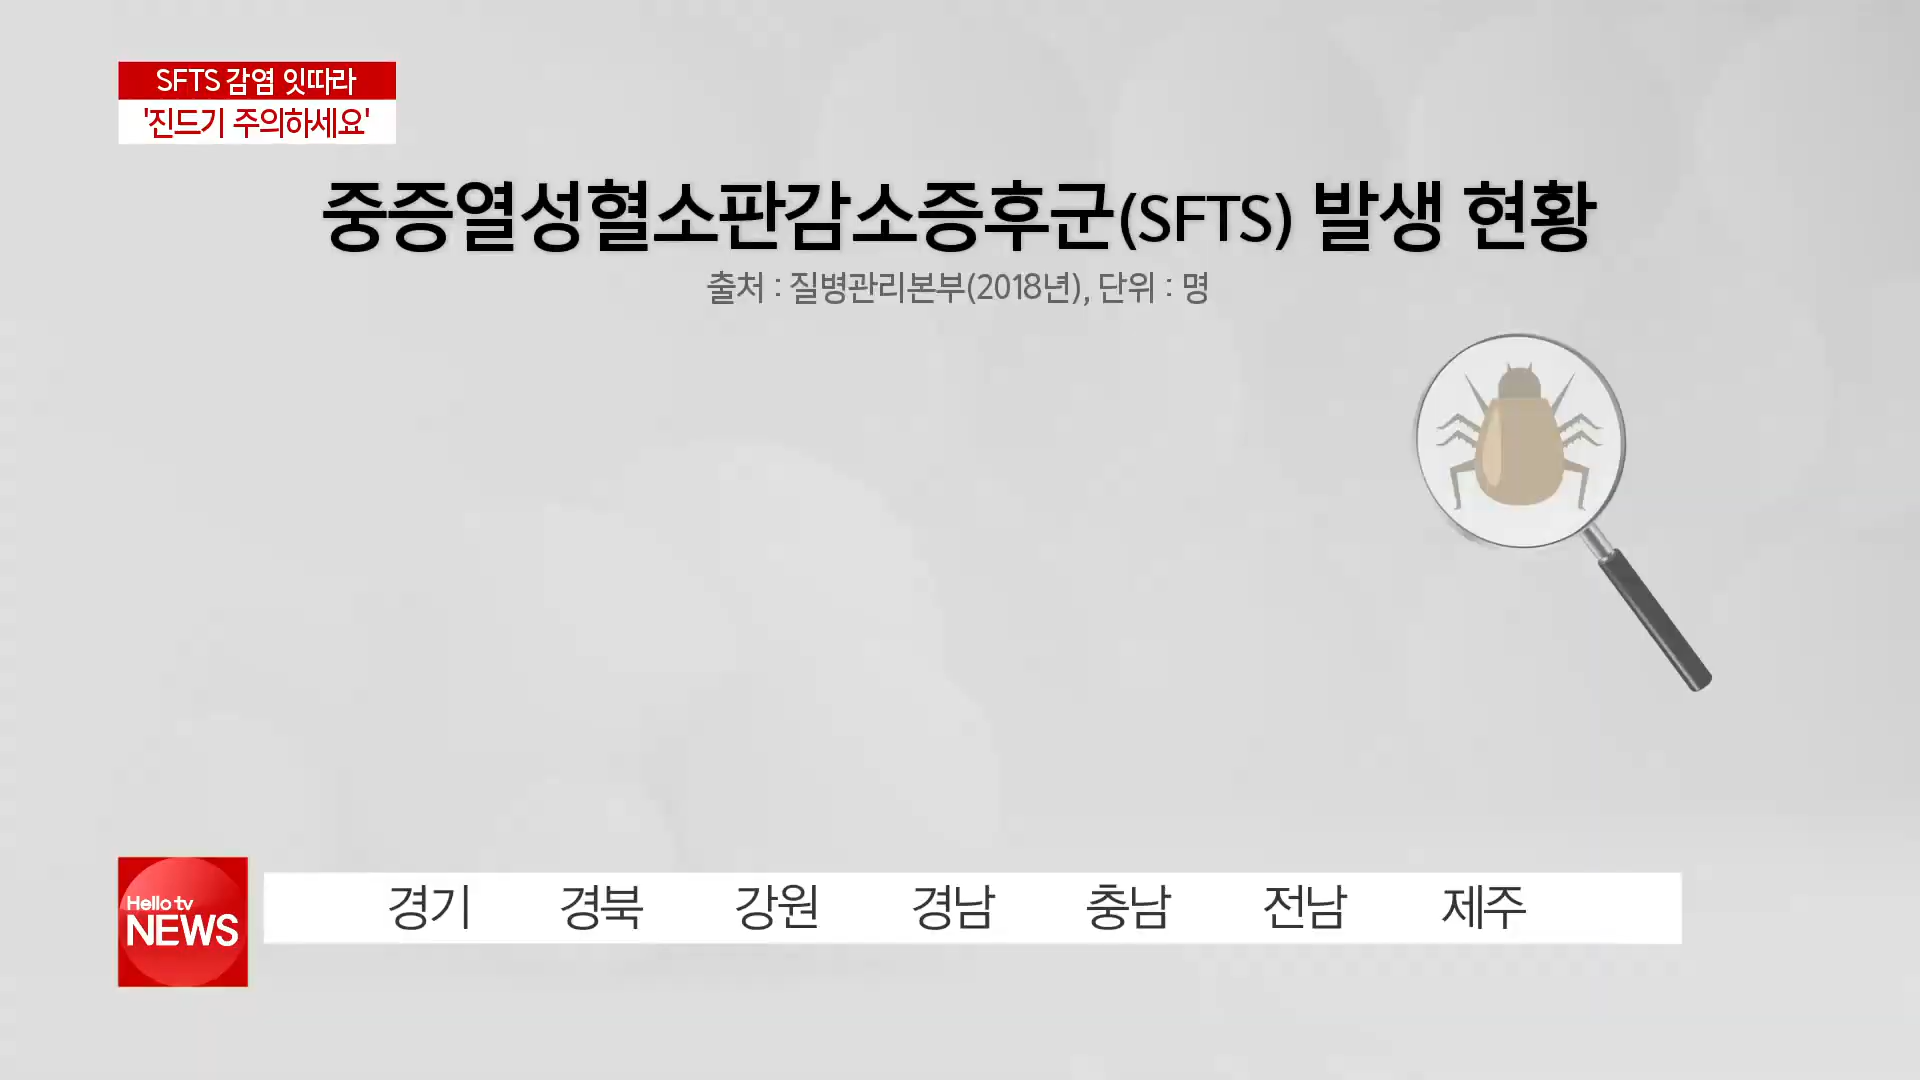 SFTS 감염 잇따라
'진드기 주의하세요'
중증열성혈소판감소증후군(SFTS) 발생 현황
출처 : 질병관리본부(2018년), 단위 : 명
Hello tv
NEWS
경기 경북 강원 경남 충남 전남 제주